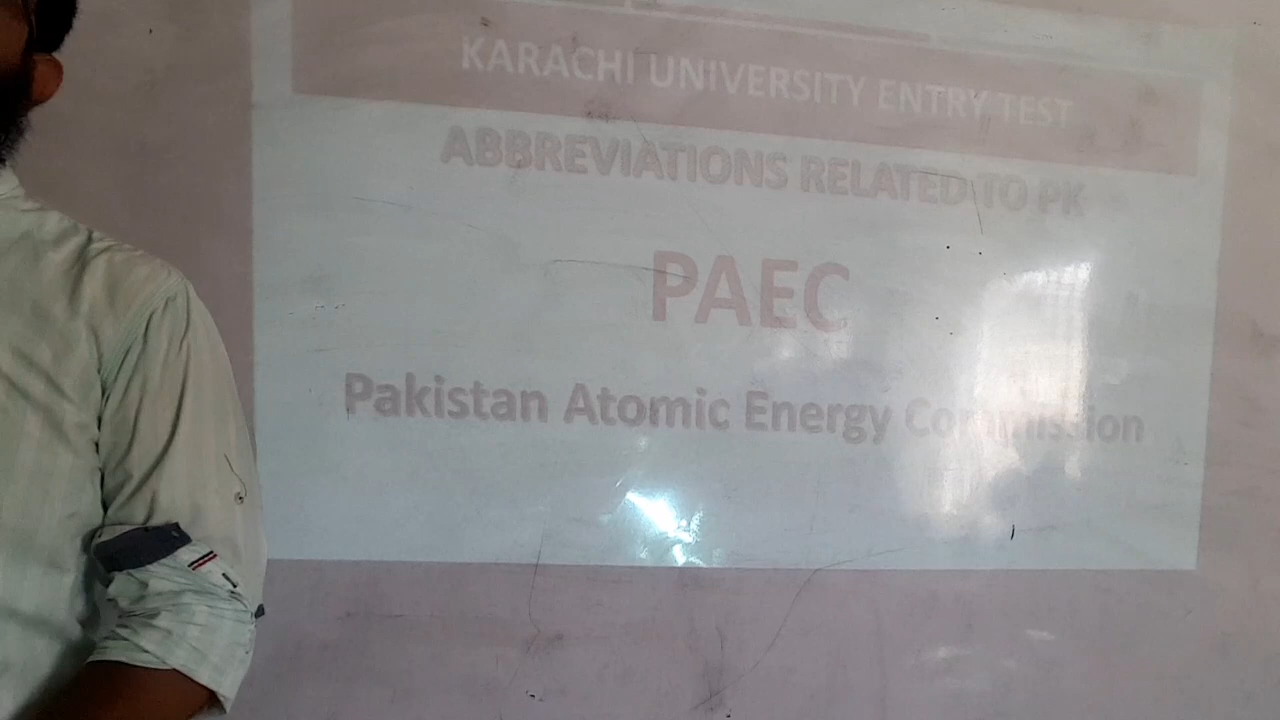 KARACHI UNIVERSITY ENTRY TEST
ABBREVIATIONS RELATED TO PK
PAEC
Pakistan Atomic Energy Commission